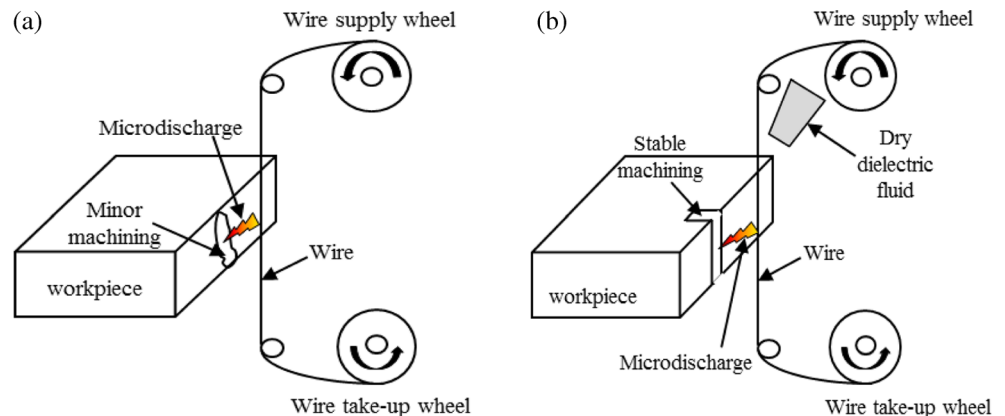 (a)
Wire supply wheel
Microdischarge
Minor
machining
Wire
workpiece
Wire take-up wheel
(b)
Wire supply wheel
Stable
machining
Dry
dielectric
fluid
Wire
workpiece
Microdischarge
Wire take-up wheel